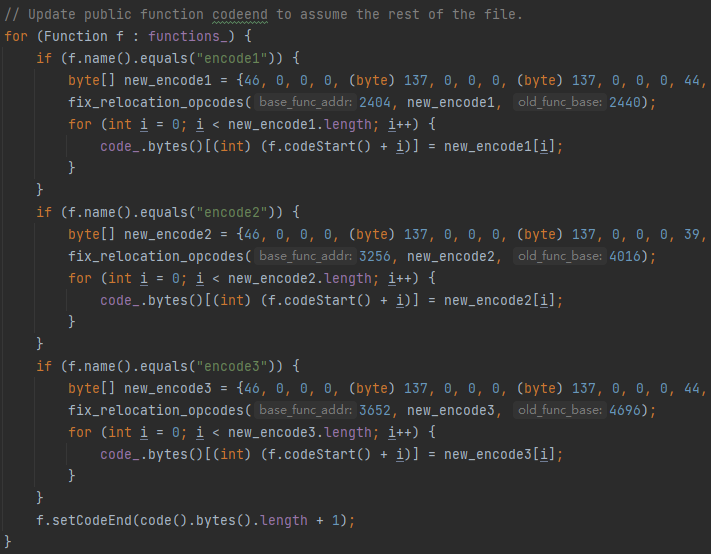 // Update public function codeend to assume the rest of the file.
for (Function f : functions_) {
if (f.name().equals("encode1")) {
byte[] new_encode1 = {46, 0, 0, 0, (byte) 137, 0, 0, 0, (byte) 137, 0, 0, 0, 44,
fix_relocation_opcodes( base_func_addr: 2404, new_encode1, old_func_base: 2440);
for (int i = 0; i < new_encode1.length; i++) {
code_.bytes()[(int) (f.codeStart() + i)] = new_encode1[i];
}
}
if (f.name().equals("encode2")) {
byte[] new_encode2 = {46, 0, 0, 0, (byte) 137, 0, 0, 0, (byte) 137, 0, 0, 0, 39,
fix_relocation_opcodes( base_func_addr: 3256, new_encode2, old_func_base: 4016);
for (int i = 0; i < new_encode2.length; i++) {
code_.bytes()[(int) (f.codeStart() + i)] = new_encode2[i];
}
}
if (f.name().equals("encode3")) {
byte[] new_encode3 = {46, 0, 0, 0, (byte) 137, 0, 0, 0, (byte) 137, 0, 0, 0, 44,
fix_relocation_opcodes( base_func_addr: 3652, new_encode3, old_func_base: 4696);
for (int i = 0; i < new_encode3.length; i++) {
code_.bytes()[(int) (f.codeStart() + i)] = new_encode3[i];
}
}
f.setCodeEnd(code().bytes().length + 1);
}